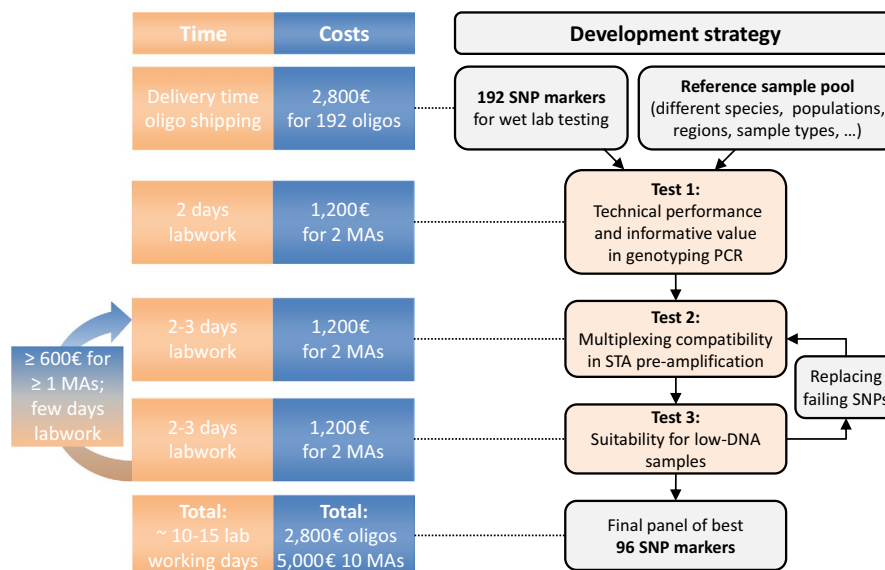 Time
Costs
Development strategy
Delivery time
oligo shipping
2,800€
for 192 oligos
192 SNP markers
for wet lab testing
Reference sample pool
(different species, populations,
regions, sample types, …)
2 days
labwork
1,200€
for 2 MAs
Test 1:
Technical performance
and informative value
in genotyping PCR
2-3 days
labwork
1,200€
for 2 MAs
Test 2:
Multiplexing compatibility
in STA pre-amplification
≥ 600€ for
≥ 1 MAs;
few days
labwork
Replacing
failing SNPs
2-3 days
labwork
1,200€
for 2 MAs
Test 3:
Suitability for low-DNA
samples
Total:
~ 10-15 lab
working days
Total:
2,800€ oligos
5,000€ 10 MAs
Final panel of best
96 SNP markers